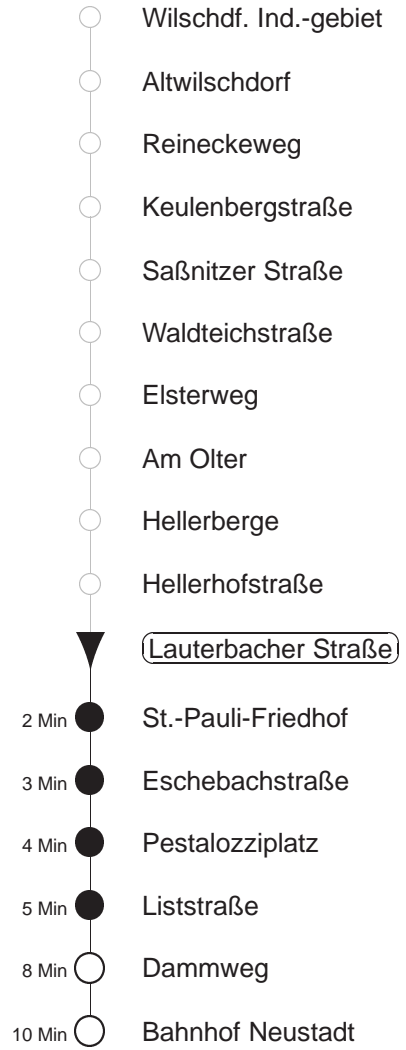 Wilschdf. Ind.-gebiet
Altwilschdorf
Reineckeweg
Keulenbergstraße
Saßnitzer Straße
Waldteichstraße
Elsterweg
Am Olter
Hellerberge
Hellerhofstraße
Lauterbacher Straße
2 Min St.-Pauli-Friedhof
3 Min Eschebachstraße
4 Min Pestalozziplatz
5 Min Liststraße
8 Min Dammweg
10 Min Bahnhof Neustadt